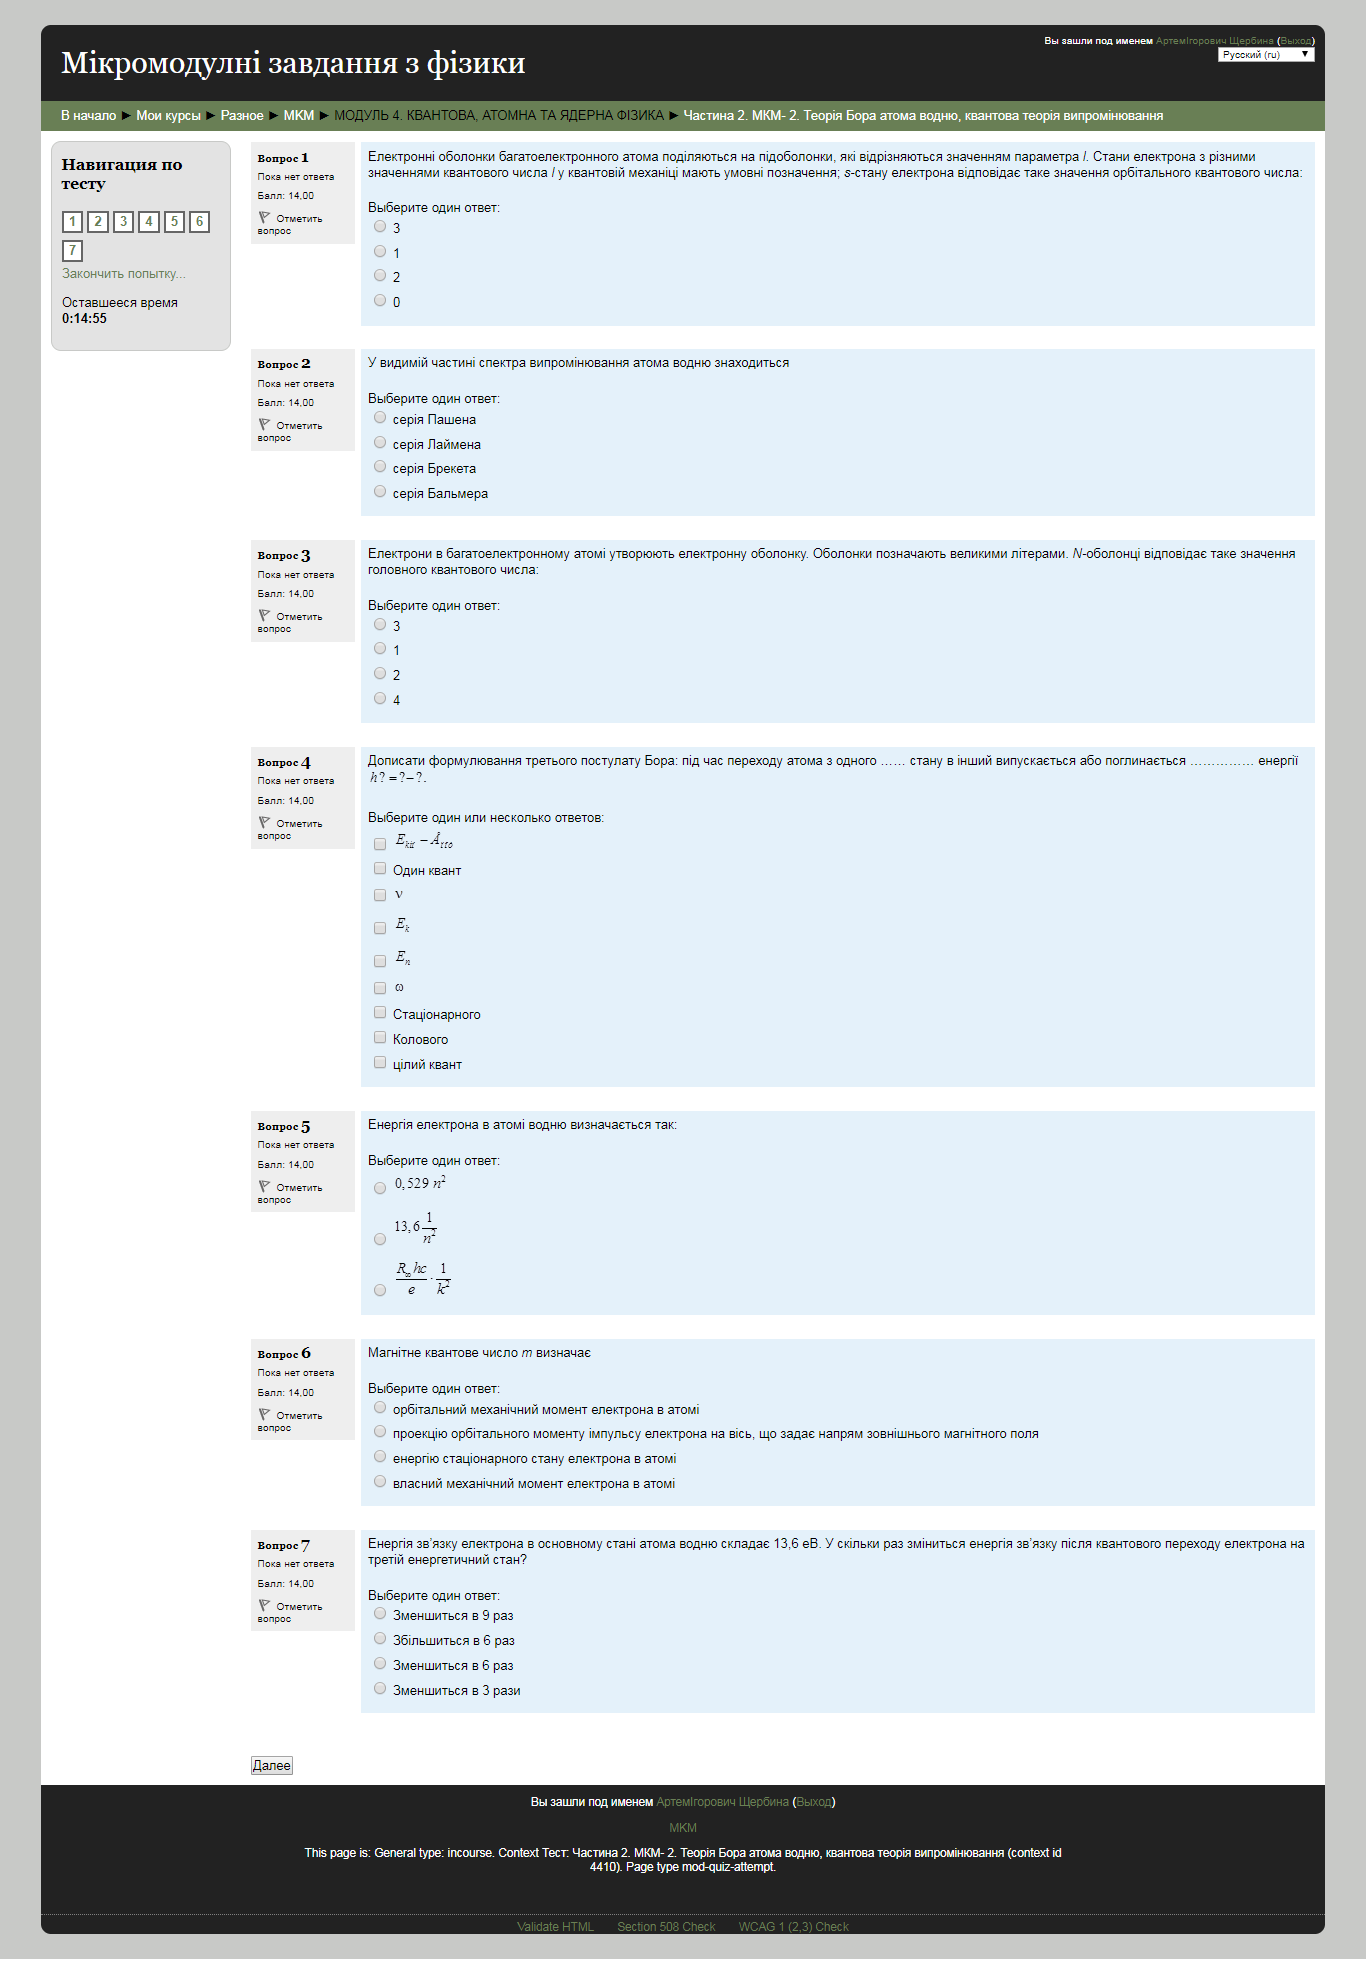 Вы зашли под именем АртемІгорович Щербина (Выход)
Мікромодулні завдання з фізики
Русский (ru)
В начало ► Мои курсы ► Разное ► МКМ ► МОДУЛЬ 4. КВАНТОВА, АТОМНА ТА ЯДЕРНА ФІЗИКА ► Частина 2. МКМ- 2. Теорія Бора атома водню, квантова теорія випромінювання
Навигация по
тесту
1 2 3 4 5 6
7
Закончить попытку...
Оставшееся время
0:14:55
Вопрос 1
Пока нет ответа
Балл: 14,00
Отметить
вопрос
Електронні оболонки багатоелектронного атома поділяються на підоболонки, які відрізняються значенням параметра l. Стани електрона з різними
значеннями квантового числа l у квантовій механіці мають умовні позначення; s-стану електрона відповідає таке значення орбітального квантового числа:
Выберите один ответ:
3
1
2
0
Вопрос 2
Пока нет ответа
Балл: 14,00
Отметить
вопрос
У видимій частині спектра випромінювання атома водню знаходиться
Выберите один ответ:
серія Пашена
серія Лаймена
серія Брекета
серія Бальмера
Вопрос 3
Пока нет ответа
Балл: 14,00
Отметить
вопрос
Електрони в багатоелектронному атомі утворюють електронну оболонку. Оболонки позначають великими літерами. N-оболонці відповідає таке значення
головного квантового числа:
Выберите один ответ:
3
1
2
4
Вопрос 4
Пока нет ответа
Балл: 14,00
Отметить
вопрос
Дописати формулювання третього постулату Бора: під час переходу атома з одного …… стану в інший випускається або поглинається …………… енергії
h? =?−?.
Выберите один или несколько ответов:
Один квант
ν
E_k
E_n
ω
Стаціонарного
Колового
цілий квант
Вопрос 5
Пока нет ответа
Балл: 14,00
Отметить
вопрос
Енергія електрона в атомі водню визначається так:
Выберите один ответ:
0,529 n²
13,6 1/n²
R∞hc/e · 1/k²
Вопрос 6
Пока нет ответа
Балл: 14,00
Отметить
вопрос
Магнітне квантове число m визначає
Выберите один ответ:
орбітальний механічний момент електрона в атомі
проекцію орбітального моменту імпульсу електрона на вісь, що задає напрям зовнішнього магнітного поля
енергію стаціонарного стану електрона в атомі
власний механічний момент електрона в атомі
Вопрос 7
Пока нет ответа
Балл: 14,00
Отметить
вопрос
Енергія зв’язку електрона в основному стані атома водню складає 13,6 еВ. У скільки раз зміниться енергія зв’язку після квантового переходу електрона на
третій енергетичний стан?
Выберите один ответ:
Зменшиться в 9 раз
Збільшиться в 6 раз
Зменшиться в 6 раз
Зменшиться в 3 рази
Далее
Вы зашли под именем АртемІгорович Щербина (Выход)
МКМ
This page is: General type: incourse. Context Тест: Частина 2. МКМ- 2. Теорія Бора атома водню, квантова теорія випромінювання (context id
4410). Page type mod-quiz-attempt.
Validate HTML Section 508 Check WCAG 1 (2,3) Check